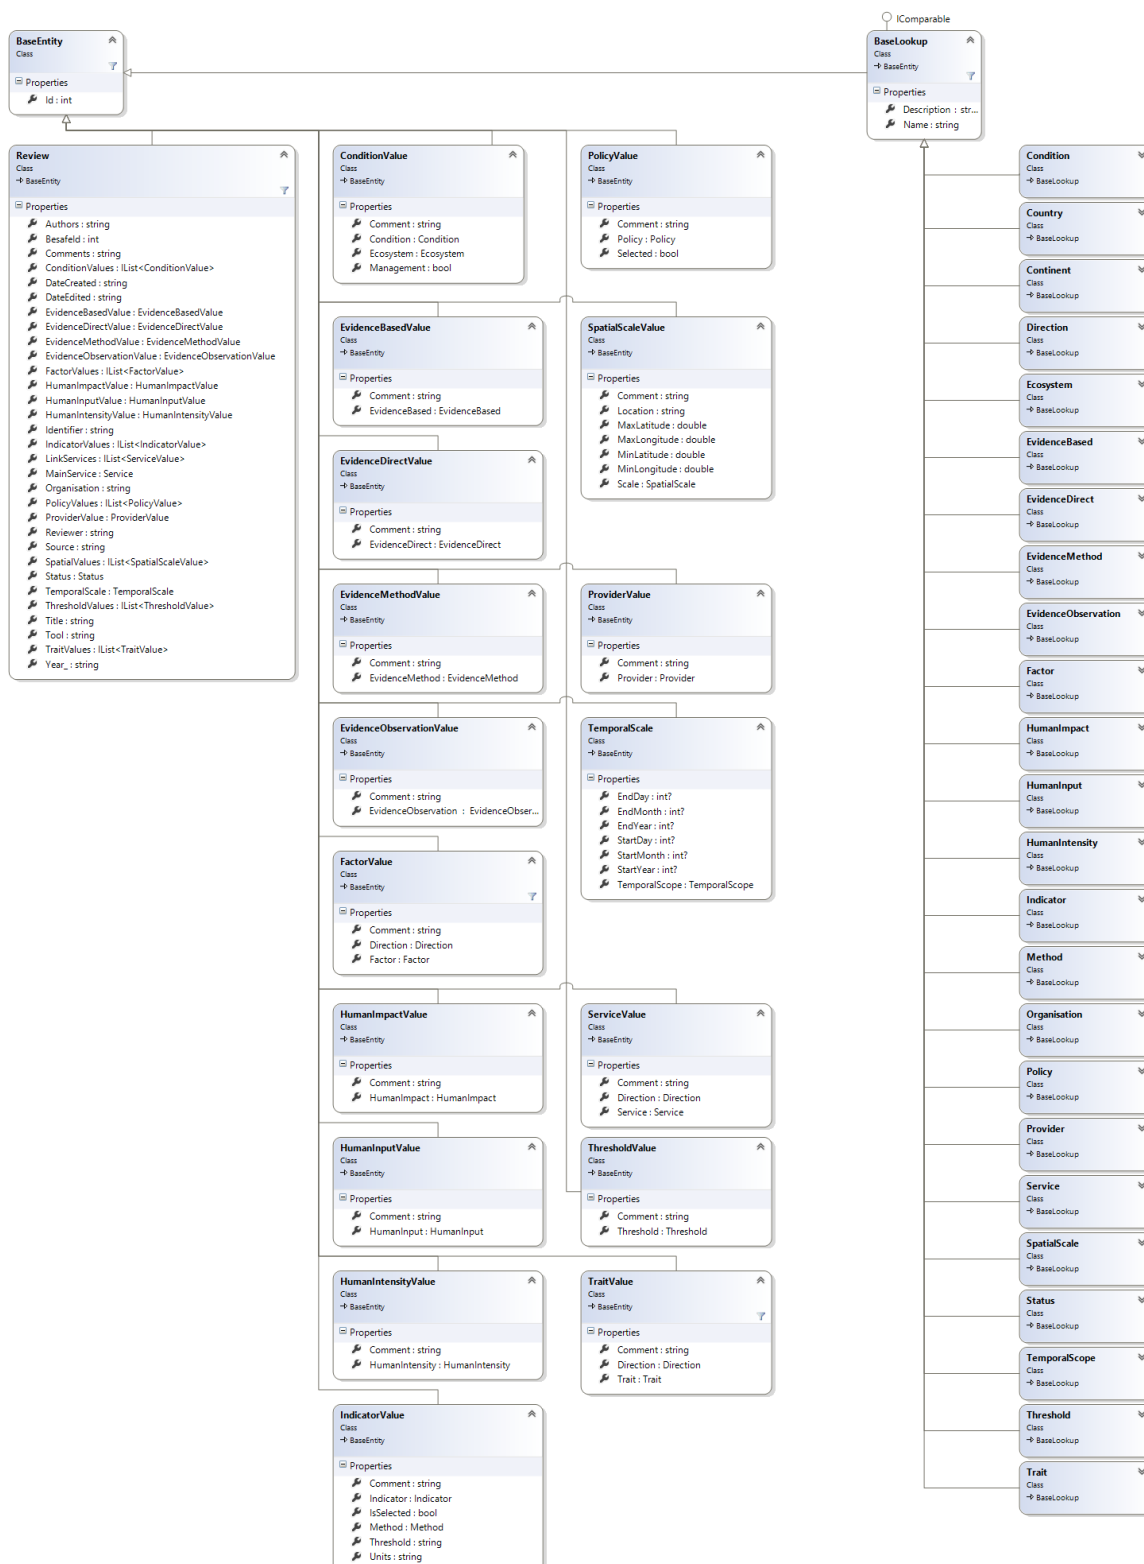 IComparable
BaseEntity
Class
Properties
Id : int
BaseLookup
Class
BaseEntity
Properties
Description : str...
Name : string
Review
Class
BaseEntity
Properties
Authors : string
BesafeId : int
Comments : string
ConditionValues : IList<ConditionValue>
DateCreated : string
DateEdited : string
EvidenceBasedValue : EvidenceBasedValue
EvidenceDirectValue : EvidenceDirectValue
EvidenceMethodValue : EvidenceMethodValue
EvidenceObservationValue : EvidenceObservationValue
FactorValues : IList<FactorValue>
HumanImpactValue : HumanImpactValue
HumanInputValue : HumanInputValue
HumanIntensityValue : HumanIntensityValue
Identifier : string
IndicatorValues : IList<IndicatorValue>
LinkServices : IList<ServiceValue>
MainService : Service
Organisation : string
PolicyValues : IList<PolicyValue>
ProviderValue : ProviderValue
Reviewer : string
Source : string
SpatialValues : IList<SpatialScaleValue>
Status : Status
TemporalScale : TemporalScale
ThresholdValues : IList<ThresholdValue>
Title : string
Tool : string
TraitValues : IList<TraitValue>
Year_ : string
ConditionValue
Class
BaseEntity
Properties
Comment : string
Condition : Condition
Ecosystem : Ecosystem
Management : bool
EvidenceBasedValue
Class
BaseEntity
Properties
Comment : string
EvidenceBased : EvidenceBased
EvidenceDirectValue
Class
BaseEntity
Properties
Comment : string
EvidenceDirect : EvidenceDirect
EvidenceMethodValue
Class
BaseEntity
Properties
Comment : string
EvidenceMethod : EvidenceMethod
EvidenceObservationValue
Class
BaseEntity
Properties
Comment : string
EvidenceObservation : EvidenceObser...
FactorValue
Class
BaseEntity
Properties
Comment : string
Direction : Direction
Factor : Factor
HumanImpactValue
Class
BaseEntity
Properties
Comment : string
HumanImpact : HumanImpact
HumanInputValue
Class
BaseEntity
Properties
Comment : string
HumanInput : HumanInput
HumanIntensityValue
Class
BaseEntity
Properties
Comment : string
HumanIntensity : HumanIntensity
IndicatorValue
Class
BaseEntity
Properties
Comment : string
Indicator : Indicator
IsSelected : bool
Method : Method
Threshold : string
Units : string
PolicyValue
Class
BaseEntity
Properties
Comment : string
Policy : Policy
Selected : bool
SpatialScaleValue
Class
BaseEntity
Properties
Comment : string
Location : string
MaxLatitude : double
MaxLongitude : double
MinLatitude : double
MinLongitude : double
Scale : SpatialScale
ProviderValue
Class
BaseEntity
Properties
Comment : string
Provider : Provider
TemporalScale
Class
BaseEntity
Properties
EndDay : int?
EndMonth : int?
EndYear : int?
StartDay : int?
StartMonth : int?
StartYear : int?
TemporalScope : TemporalScope
ServiceValue
Class
BaseEntity
Properties
Comment : string
Direction : Direction
Service : Service
ThresholdValue
Class
BaseEntity
Properties
Comment : string
Threshold : Threshold
TraitValue
Class
BaseEntity
Properties
Comment : string
Direction : Direction
Trait : Trait
Condition
Class
BaseLookup
Country
Class
BaseLookup
Continent
Class
BaseLookup
Direction
Class
BaseLookup
Ecosystem
Class
BaseLookup
EvidenceBased
Class
BaseLookup
EvidenceDirect
Class
BaseLookup
EvidenceMethod
Class
BaseLookup
EvidenceObservation
Class
BaseLookup
Factor
Class
BaseLookup
HumanImpact
Class
BaseLookup
HumanInput
Class
BaseLookup
HumanIntensity
Class
BaseLookup
Indicator
Class
BaseLookup
Method
Class
BaseLookup
Organisation
Class
BaseLookup
Policy
Class
BaseLookup
Provider
Class
BaseLookup
Service
Class
BaseLookup
SpatialScale
Class
BaseLookup
Status
Class
BaseLookup
TemporalScope
Class
BaseLookup
Threshold
Class
BaseLookup
Trait
Class
BaseLookup